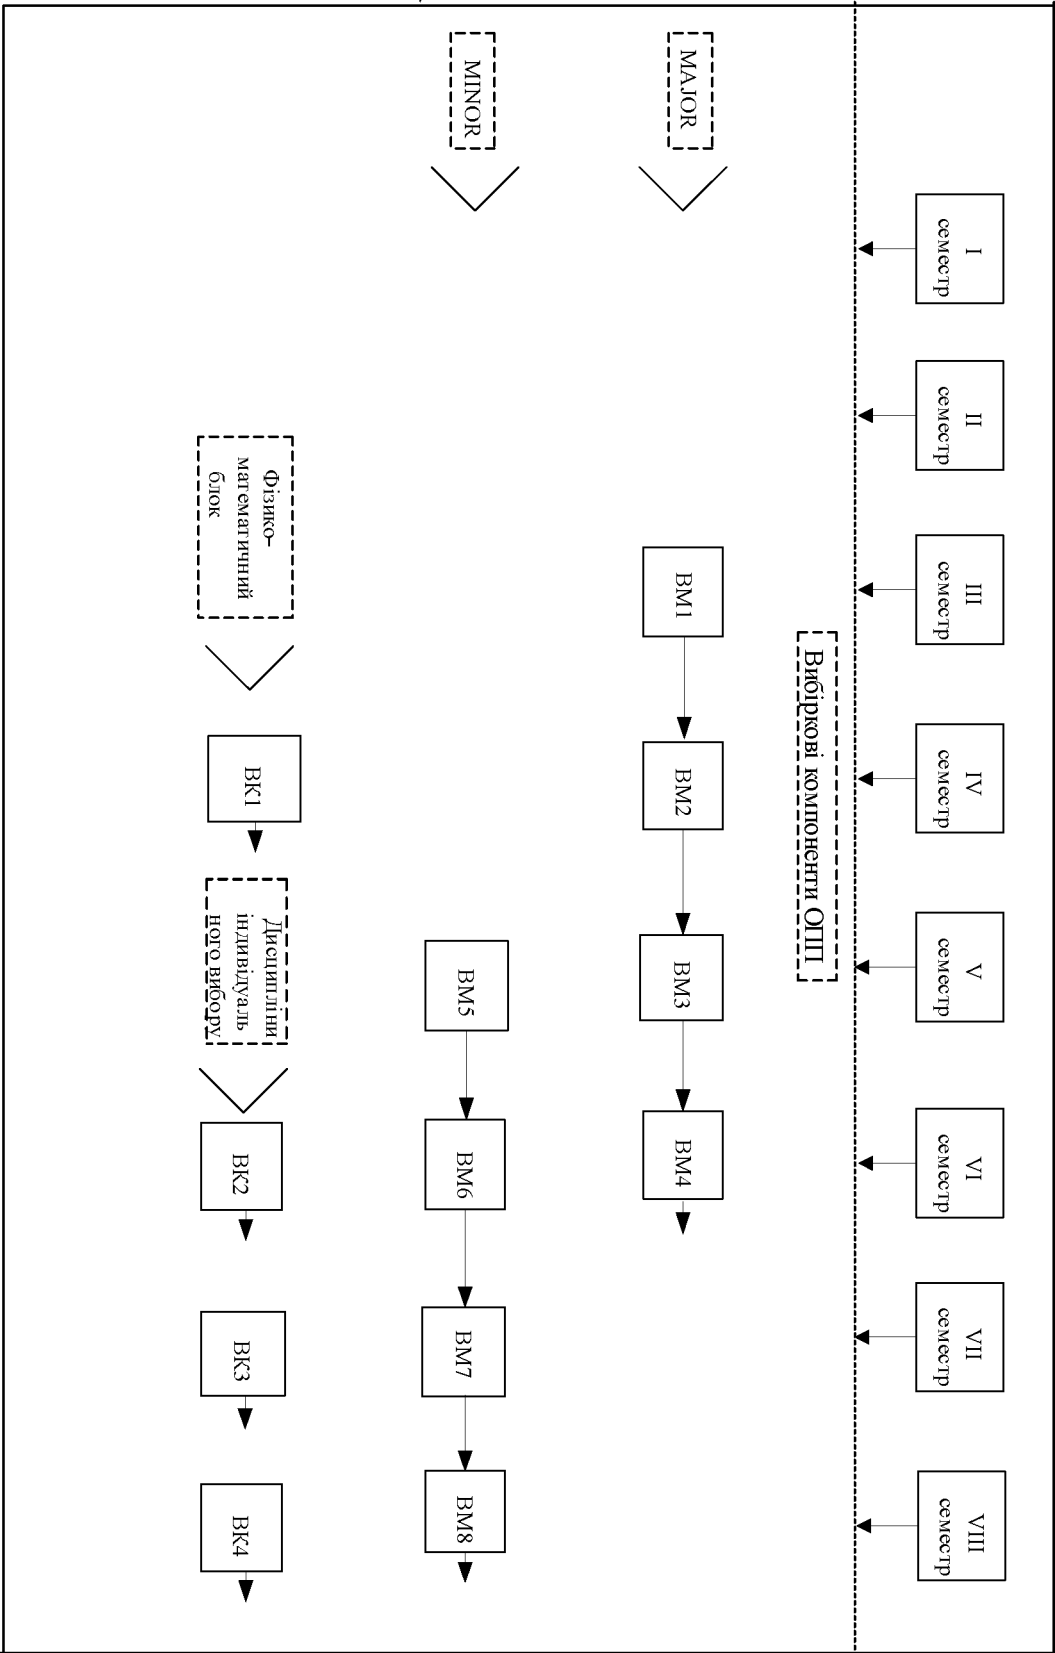 I
семестр
II
семестр
III
семестр
IV
семестр
V
семестр
VI
семестр
VII
семестр
VIII
семестр
Вибіркові компоненти ОПП
MAJOR
ВМ1
ВМ2
ВМ3
ВМ4
MINOR
ВМ5
ВМ6
ВМ7
ВМ8
Фізико–
математичний
блок
ВК1
Дисципліни
індивідуаль
ного вибору
ВК2
ВК3
ВК4